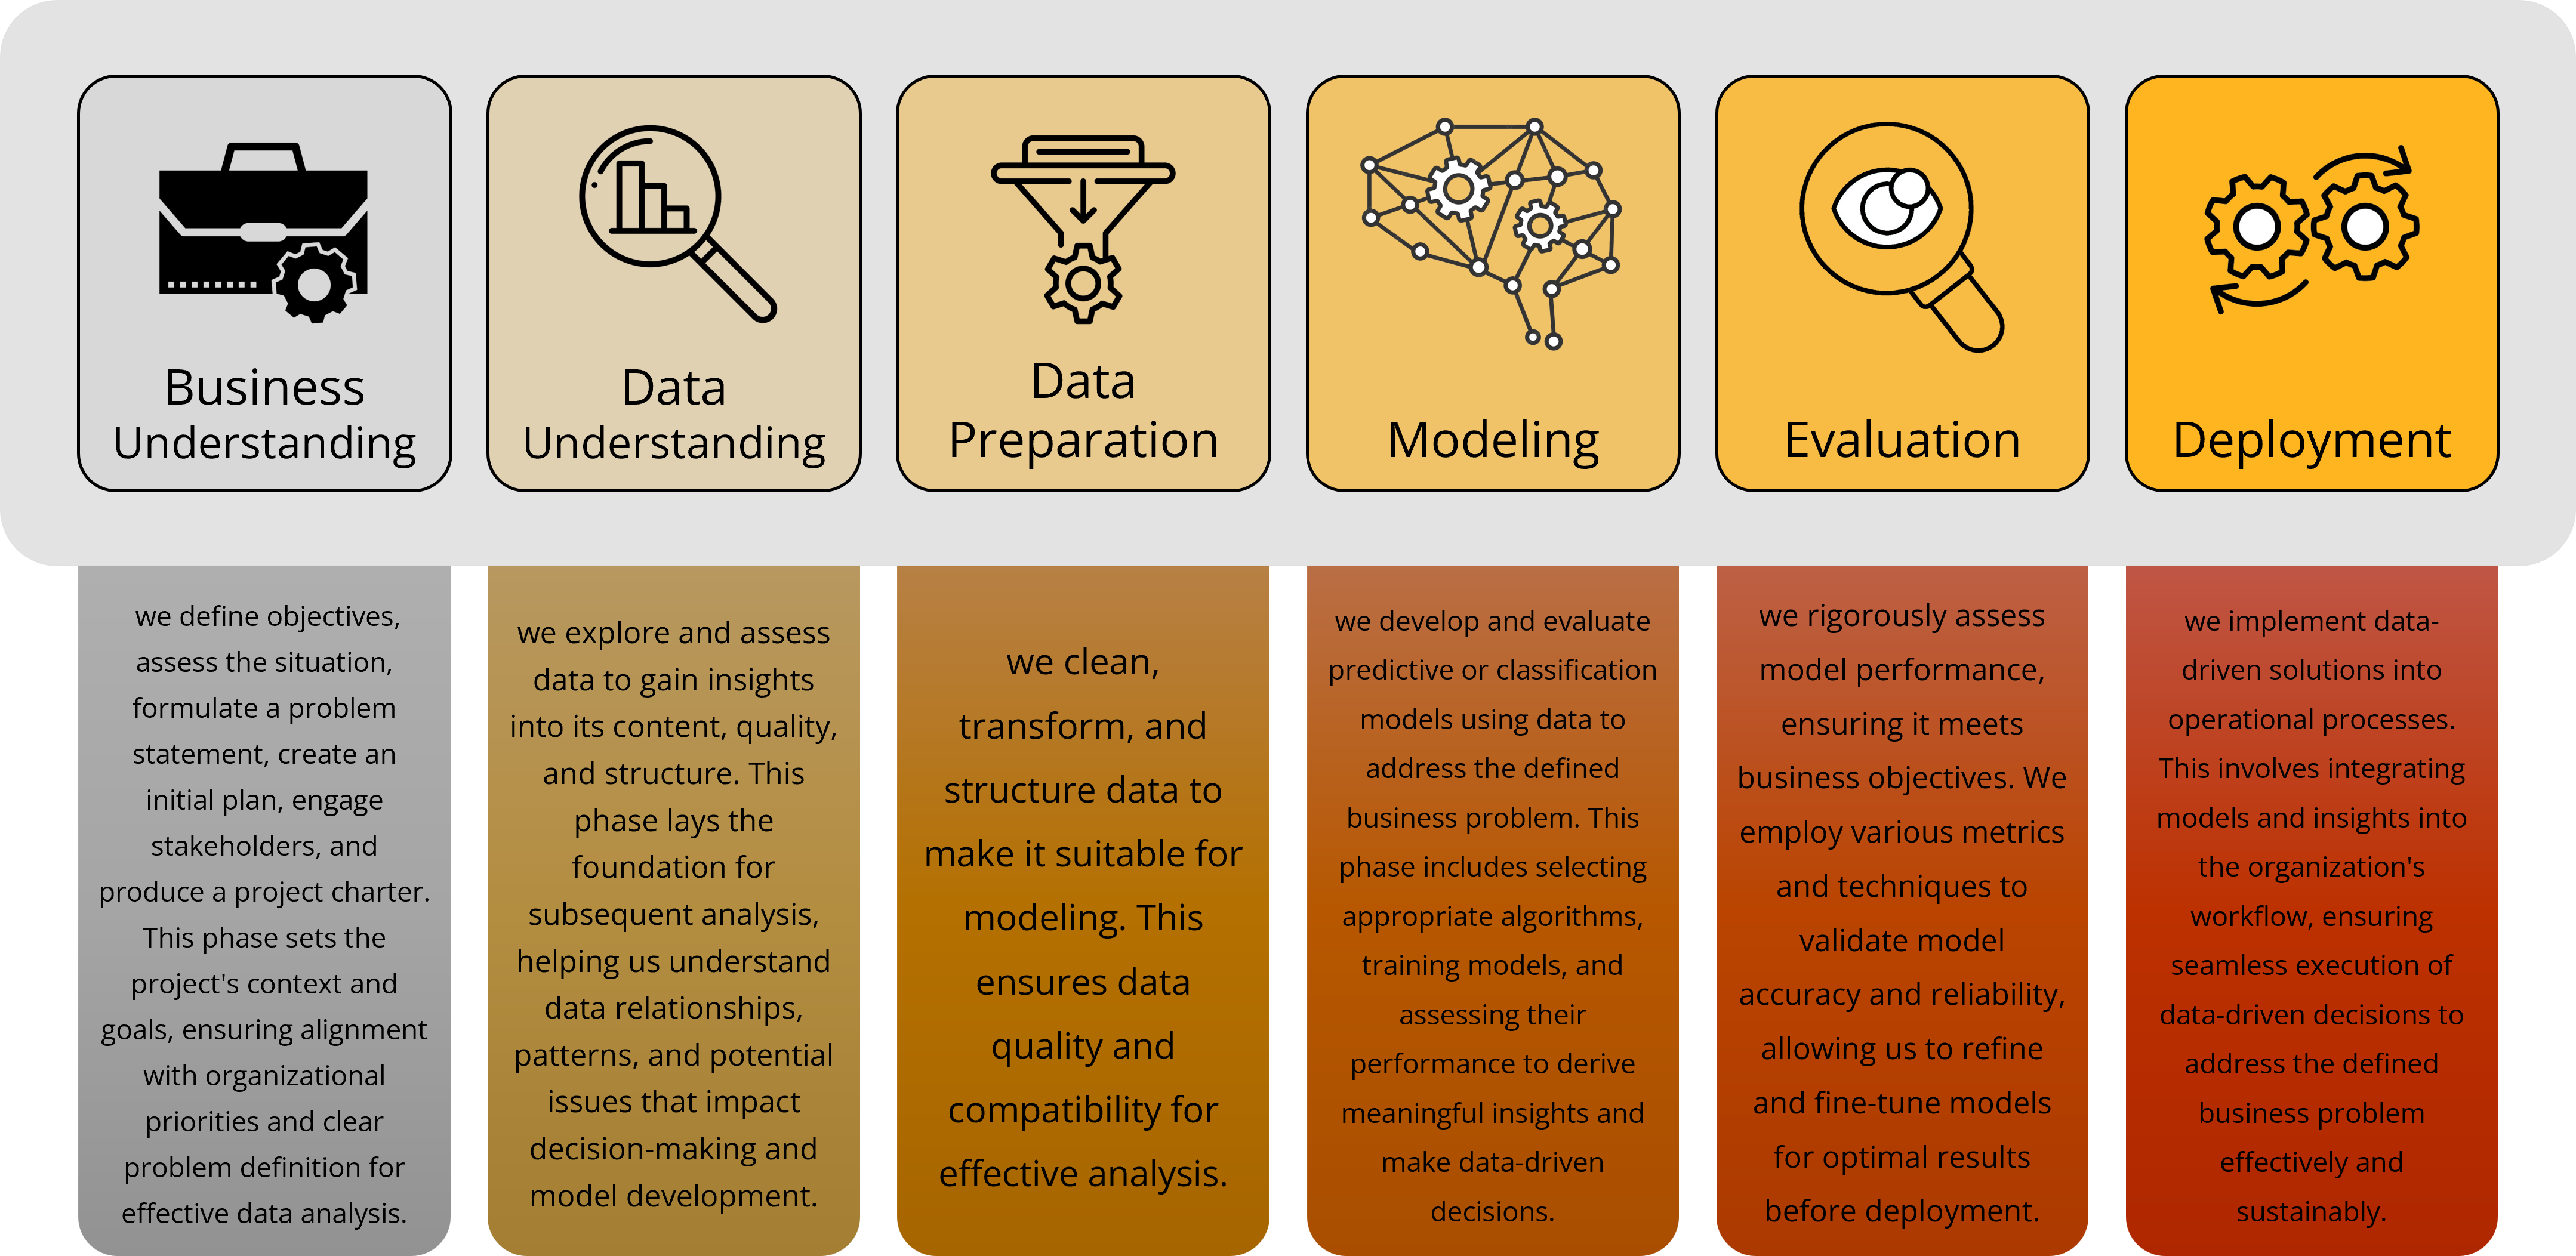 Business
Understanding
Data
Understanding
Data
Preparation
Modeling
Evaluation
Deployment
we define objectives,
assess the situation,
formulate a problem
statement, create an
initial plan, engage
stakeholders, and
produce a project charter.
This phase sets the
project's context and
goals, ensuring alignment
with organizational
priorities and clear
problem definition for
effective data analysis.
we explore and assess
data to gain insights
into its content, quality,
and structure. This
phase lays the
foundation for
subsequent analysis,
helping us understand
data relationships,
patterns, and potential
issues that impact
decision-making and
model development.
we clean,
transform, and
structure data to
make it suitable for
modeling. This
ensures data
quality and
compatibility for
effective analysis.
we develop and evaluate
predictive or classification
models using data to
address the defined
business problem. This
phase includes selecting
appropriate algorithms,
training models, and
assessing their
performance to derive
meaningful insights and
make data-driven
decisions.
we rigorously assess
model performance,
ensuring it meets
business objectives. We
employ various metrics
and techniques to
validate model
accuracy and reliability,
allowing us to refine
and fine-tune models
for optimal results
before deployment.
we implement data-
driven solutions into
operational processes.
This involves integrating
models and insights into
the organization's
workflow, ensuring
seamless execution of
data-driven decisions to
address the defined
business problem
effectively and
sustainably.